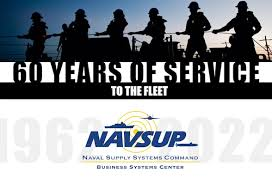 60 YEARS OF SERVICE
TO THE FLEET
1962 2022
NAVSUP
NAVAL SUPPLY SYSTEMS COMMAND
BUSINESS SYSTEMS CENTER